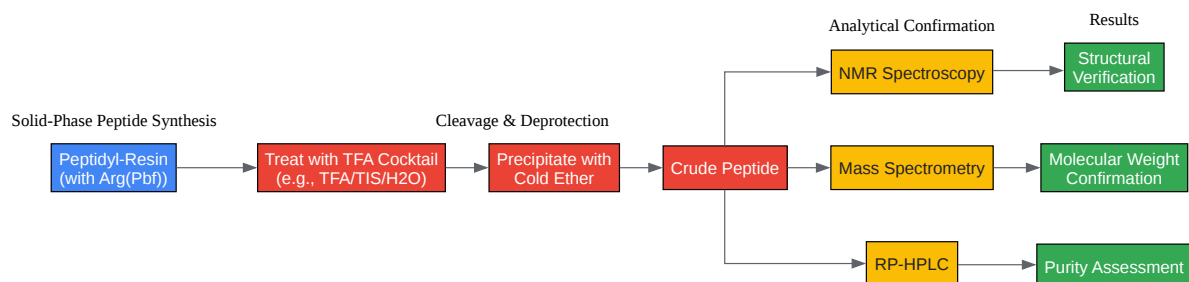 Analytical Confirmation
Results
NMR Spectroscopy
Structural
Verification
Solid-Phase Peptide Synthesis
Cleavage & Deprotection
Peptidyl-Resin
(with Arg(Pbf))
Treat with TFA Cocktail
(e.g., TFA/TIS/H2O)
Precipitate with
Cold Ether
Crude Peptide
Mass Spectrometry
Molecular Weight
Confirmation
RP-HPLC
Purity Assessment